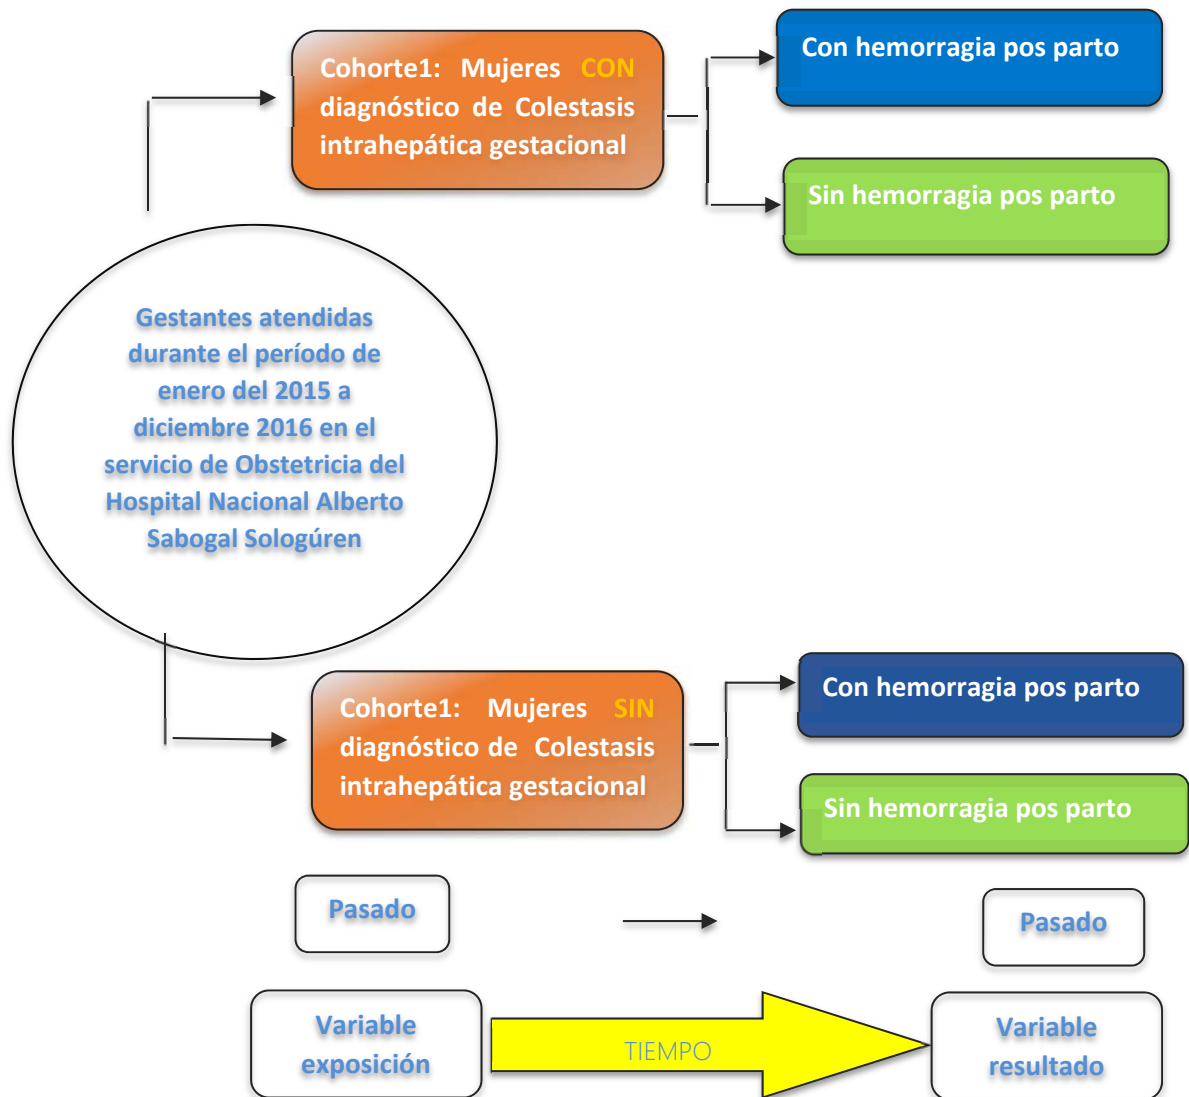 Cohorte1: Mujeres CON
diagnóstico de Colestasis
intrahepática gestacional
Con hemorragia pos parto
Sin hemorragia pos parto
Gestantes atendidas
durante el período de
enero del 2015 a
diciembre 2016 en el
servicio de Obstetricia del
Hospital Nacional Alberto
Sabogal Sologúren
Cohorte1: Mujeres SIN
diagnóstico de Colestasis
intrahepática gestacional
Con hemorragia pos parto
Sin hemorragia pos parto
Pasado
Pasado
Variable
exposición
TIEMPO
Variable
resultado